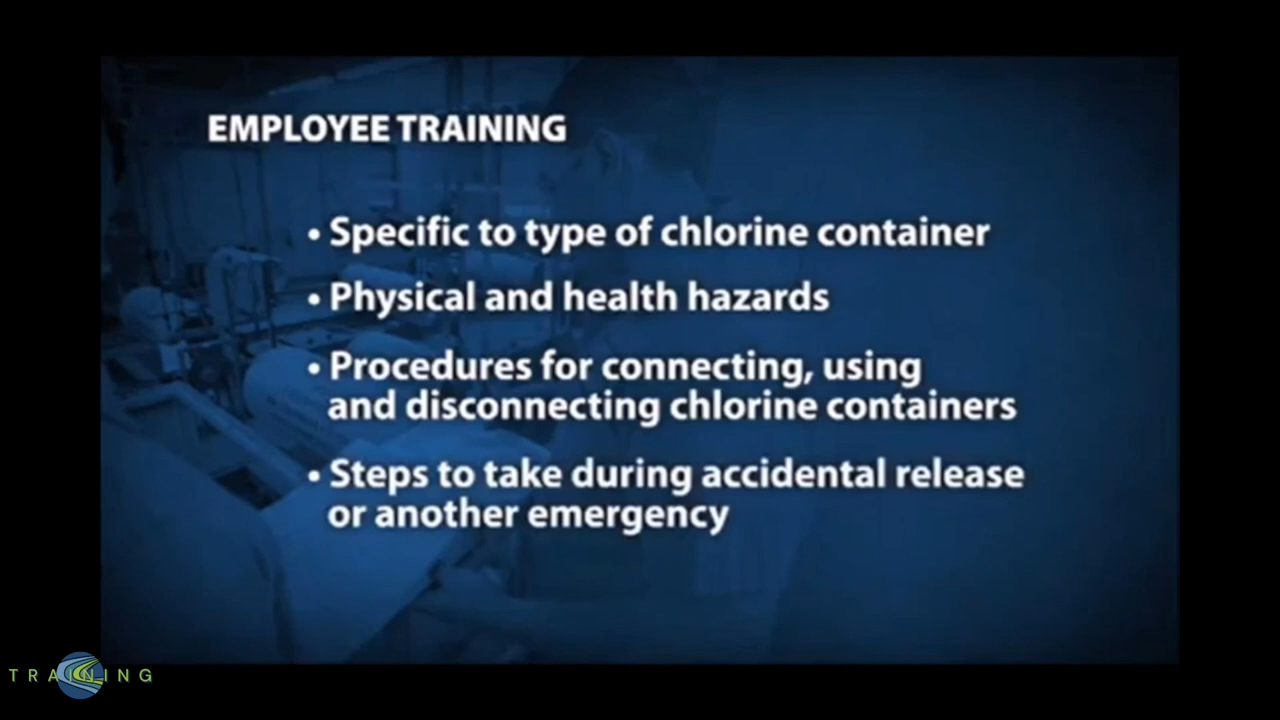 EMPLOYEE TRAINING
• Specific to type of chlorine container
• Physical and health hazards
• Procedures for connecting, using
and disconnecting chlorine containers
• Steps to take during accidental release
or another emergency
TRAINING